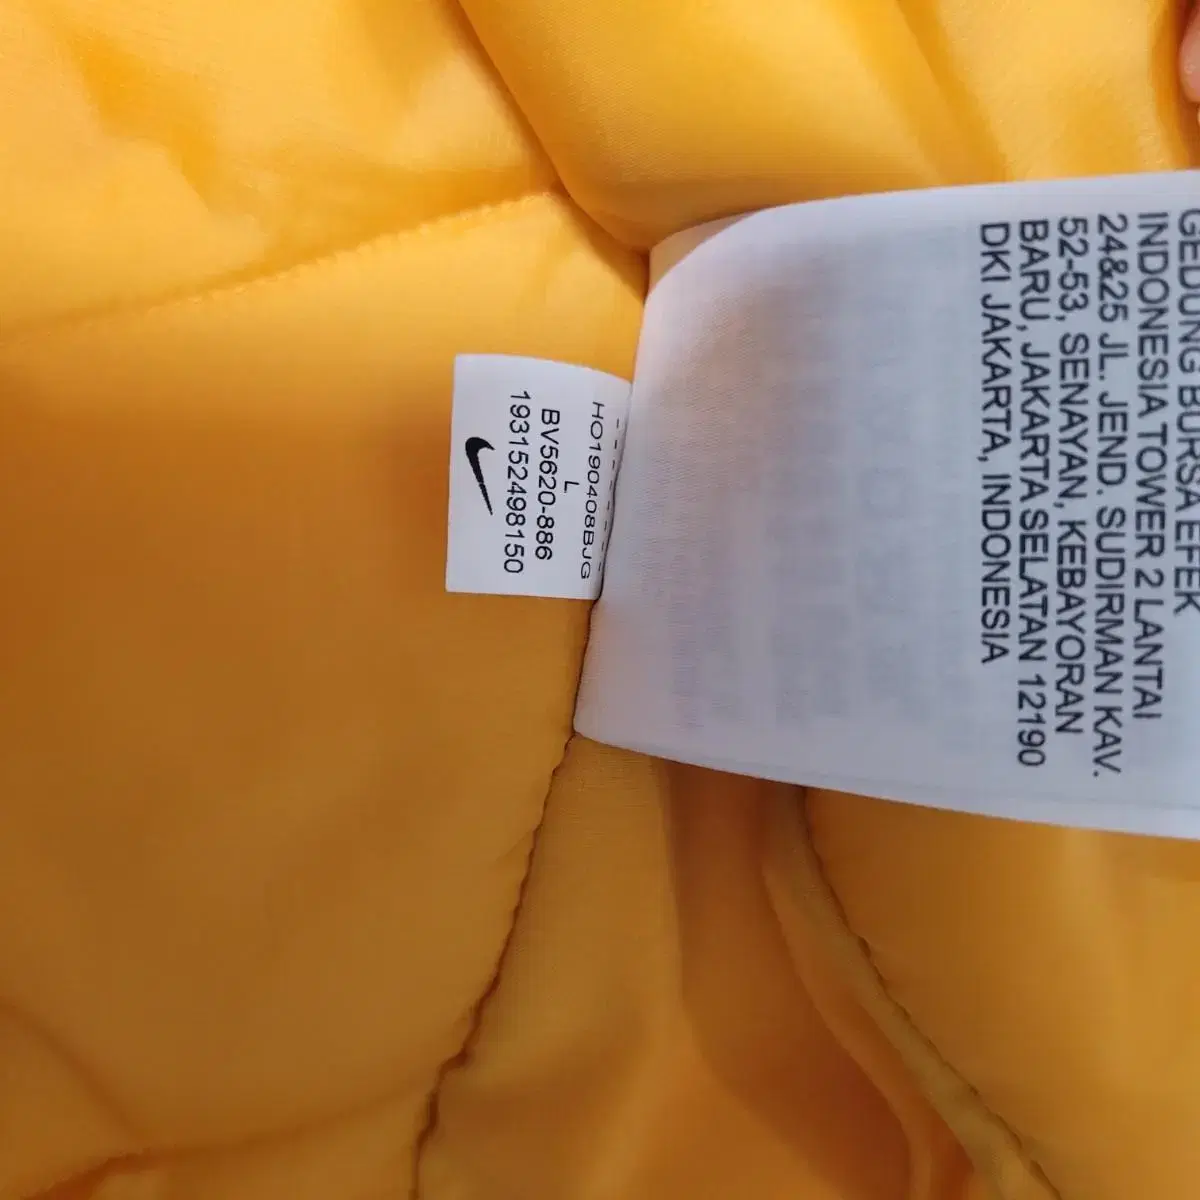 GEDUNG BURSA EFEK
INDONESIA TOWER 2 LANTAI
24&25 JL. JEND. SUDIRMAN KAV.
52-53, SENAYAN, KEBAYORAN
BARU, JAKARTA SELATAN 12190
DKI JAKARTA, INDONESIA
HO190408BJG
L
BV5620-886
193152498150